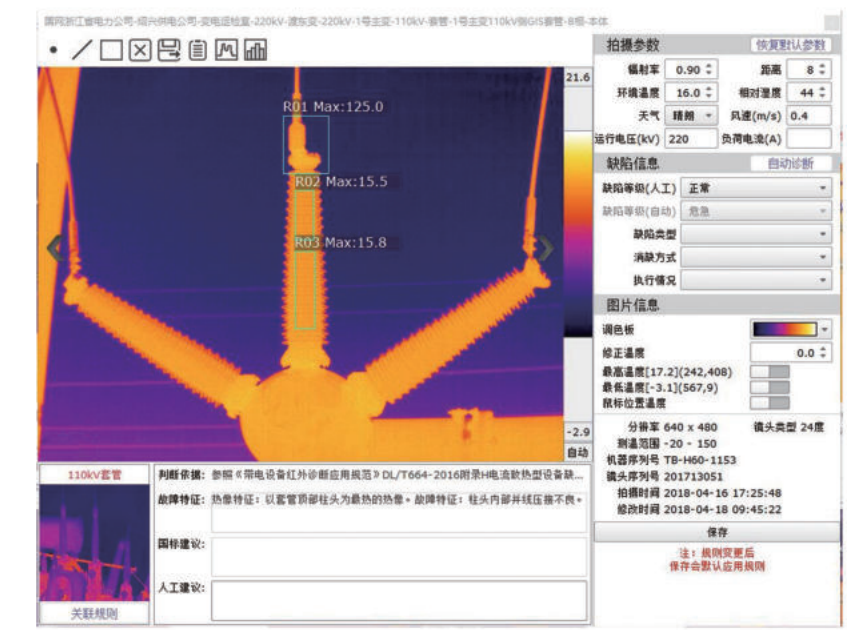 国网浙江省电力公司-绍兴供电公司-变电运检室-220kV-渡东变-220kV-1号主变-110kV-套管-1号主变110kV侧GIS套管-B相-本体
拍摄参数 恢复默认参数
辐射率 0.90 距离 8
环境温度 16.0 相对湿度 44
天气 晴朗 风速(m/s) 0.4
运行电压(kV) 220 负荷电流(A)
缺陷信息 自动诊断
缺陷等级(人工) 正常
缺陷等级(自动) 危急
缺陷类型
消缺方式
执行情况
图片信息
调色板
修正温度 0.0
最高温度[17.2](242,408)
最低温度[-3.1](567,9)
鼠标位置温度
分辨率 640 x 480 镜头类型 24度
测温范围 -20 - 150
机器序列号 TB-H60-1153
镜头序列号 201713051
拍摄时间 2018-04-16 17:25:48
修改时间 2018-04-18 09:45:22
保存
注：规则变更后
保存会默认应用规则
21.6
R01 Max:125.0
R02 Max:15.5
R03 Max:15.8
-2.9
自动
110kV套管
关联规则
判断依据: 参照《带电设备红外诊断应用规范》DL/T664-2016附录H电流致热型设备缺...
故障特征: 热像特征：以套管顶部柱头为最热的热像。故障特征：柱头内部并线压接不良。
国标建议:
人工建议: